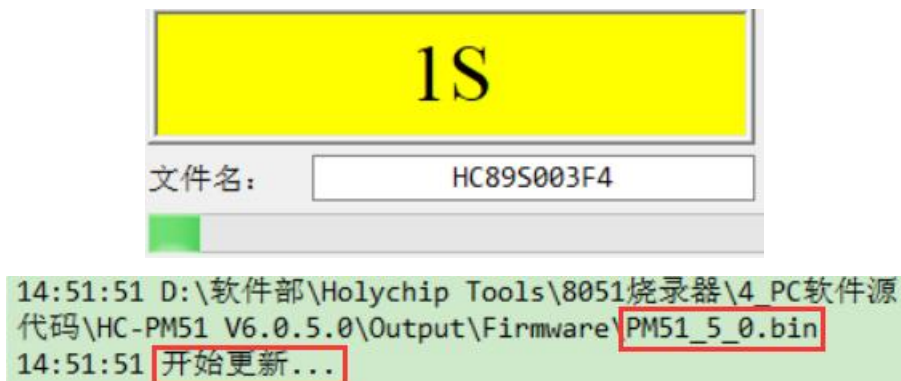 1S
文件名： HC89S003F4
14:51:51 D:\软件部\Holychip Tools\8051烧录器\4_PC软件源
代码\HC-PM51 V6.0.5.0\Output\Firmware\PM51_5_0.bin
14:51:51 开始更新...